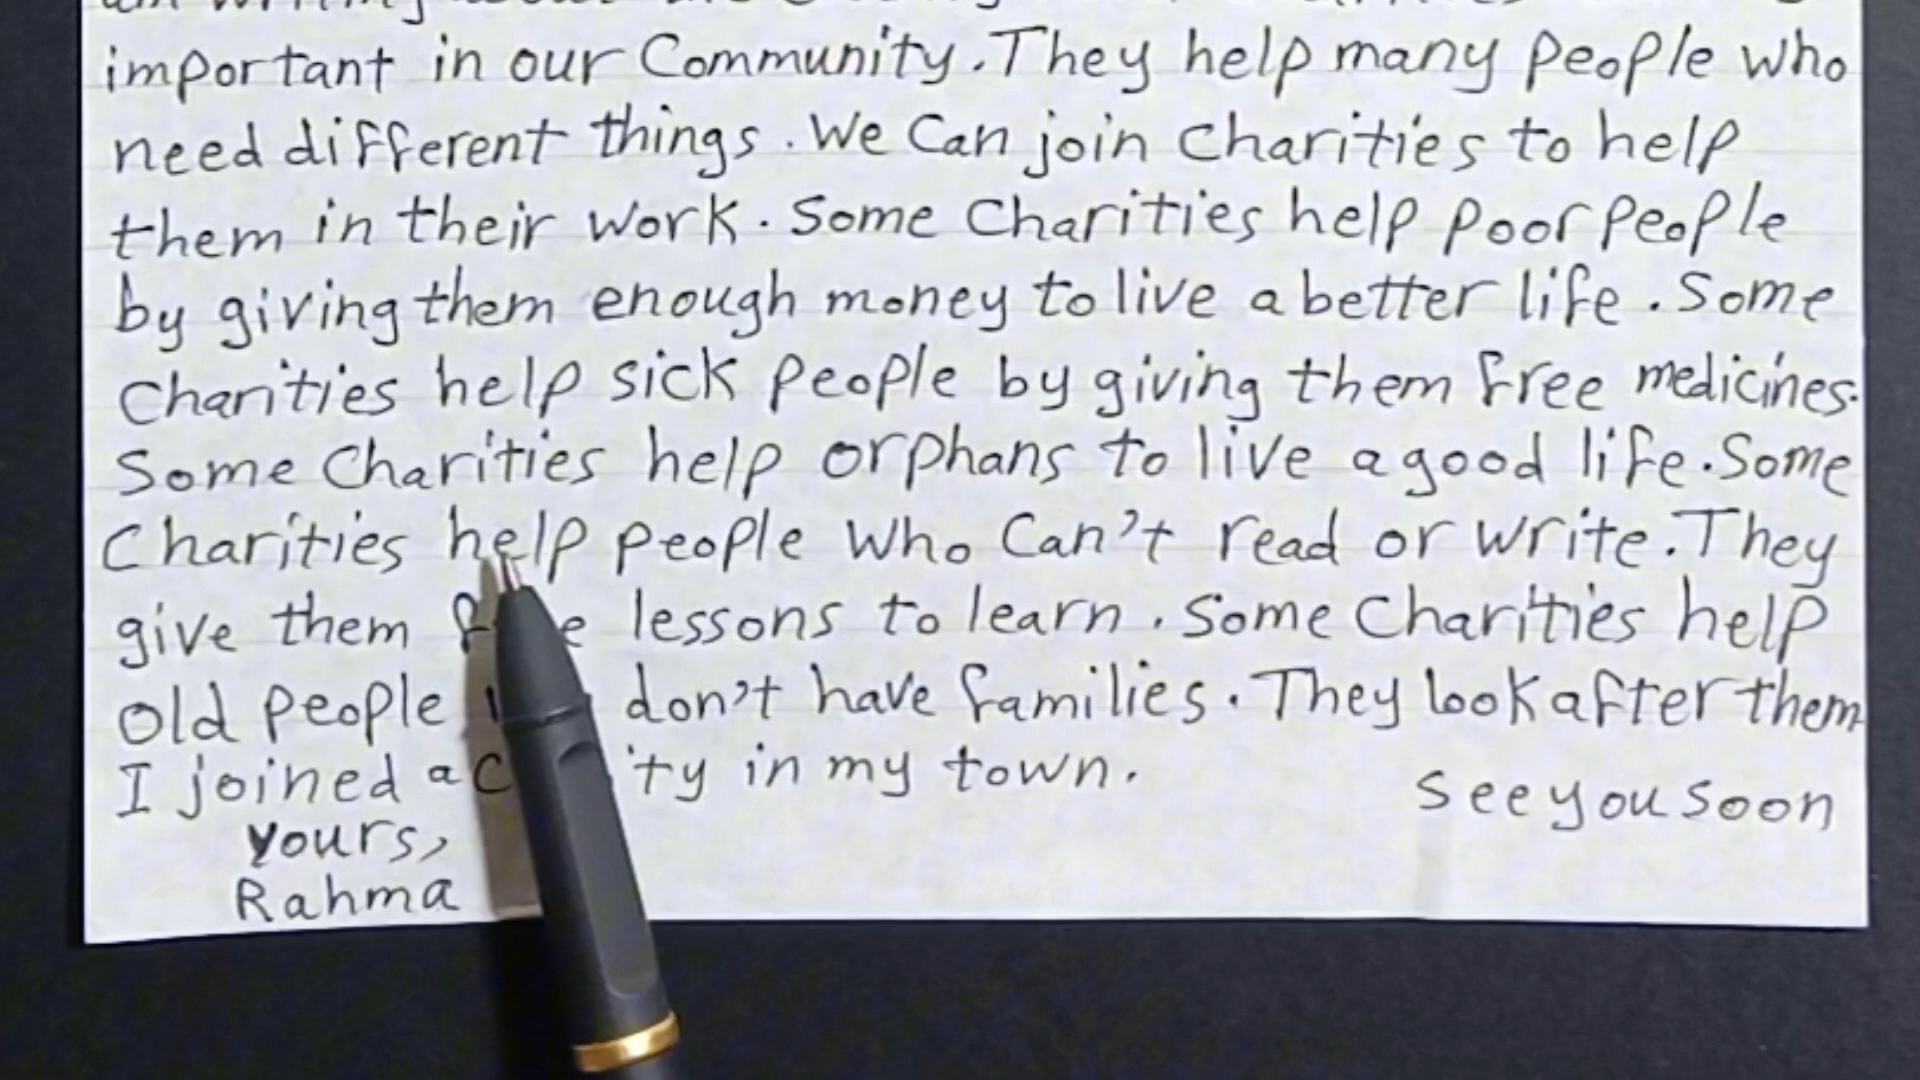 important in our Community. They help many people who
need different things. We Can join Charities to help
them in their work. Some Charities help poor people
by giving them enough money to live a better life. Some
Charities help sick people by giving them free medicines.
Some Charities help orphans to live a good life. Some
Charities help people who Can't read or write. They
give them lessons to learn. Some Charities help
old people don't have families. They look after them
I joined a in my town.
See you soon
yours,
Rahma